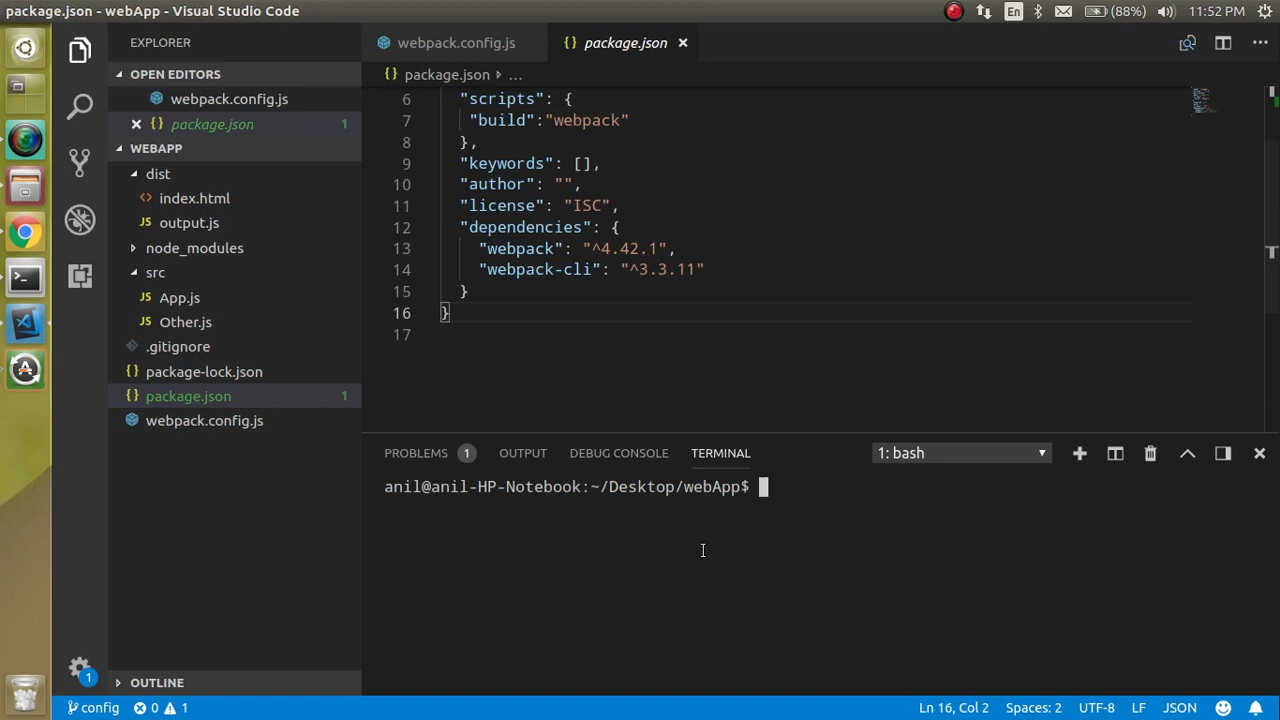 package.json - webApp - Visual Studio Code
En
(88%)
11:52 PM
EXPLORER
OPEN EDITORS
webpack.config.js
package.json
1
WEBAPP
dist
index.html
JS output.js
node_modules
src
JS App.js
JS Other.js
.gitignore
{} package-lock.json
{} package.json
1
webpack.config.js
OUTLINE
1
webpack.config.js
{} package.json
{} package.json › ...
6 "scripts": {
7 "build":"webpack"
8 },
9 "keywords": [],
10 "author": "",
11 "license": "ISC",
12 "dependencies": {
13 "webpack": "^4.42.1",
14 "webpack-cli": "^3.3.11"
15 }
16 }
17
PROBLEMS 1 OUTPUT DEBUG CONSOLE TERMINAL 1: bash
anil@anil-HP-Notebook:~/Desktop/webApp$
config 0 1 Ln 16, Col 2 Spaces: 2 UTF-8 LF JSON